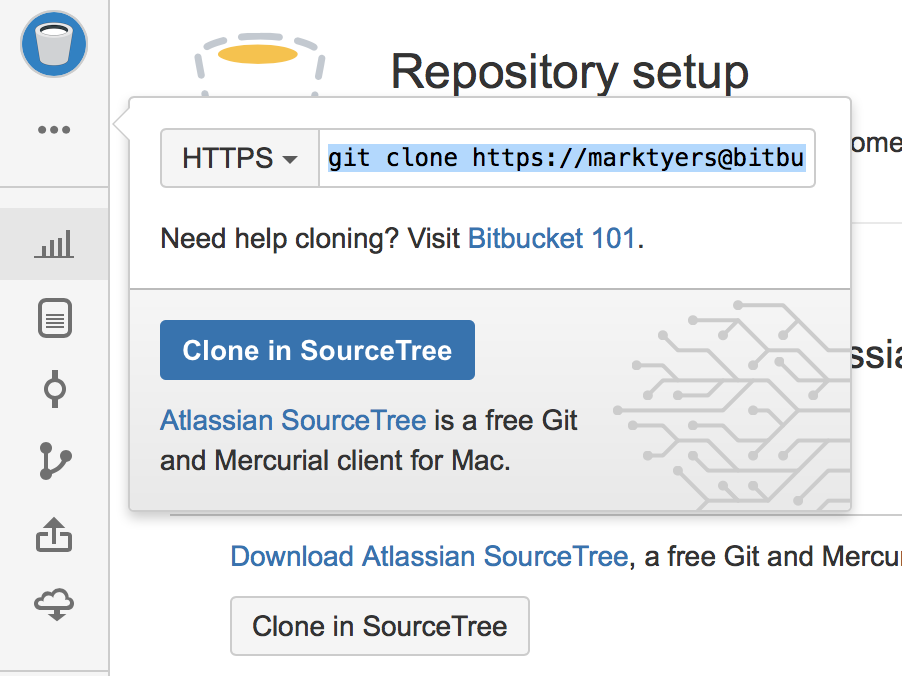 Repository setup
HTTPS
git clone https://marktyers@bitbu
Need help cloning? Visit Bitbucket 101.
Clone in SourceTree
Atlassian SourceTree is a free Git
and Mercurial client for Mac.
Download Atlassian SourceTree, a free Git and Mercu
Clone in SourceTree